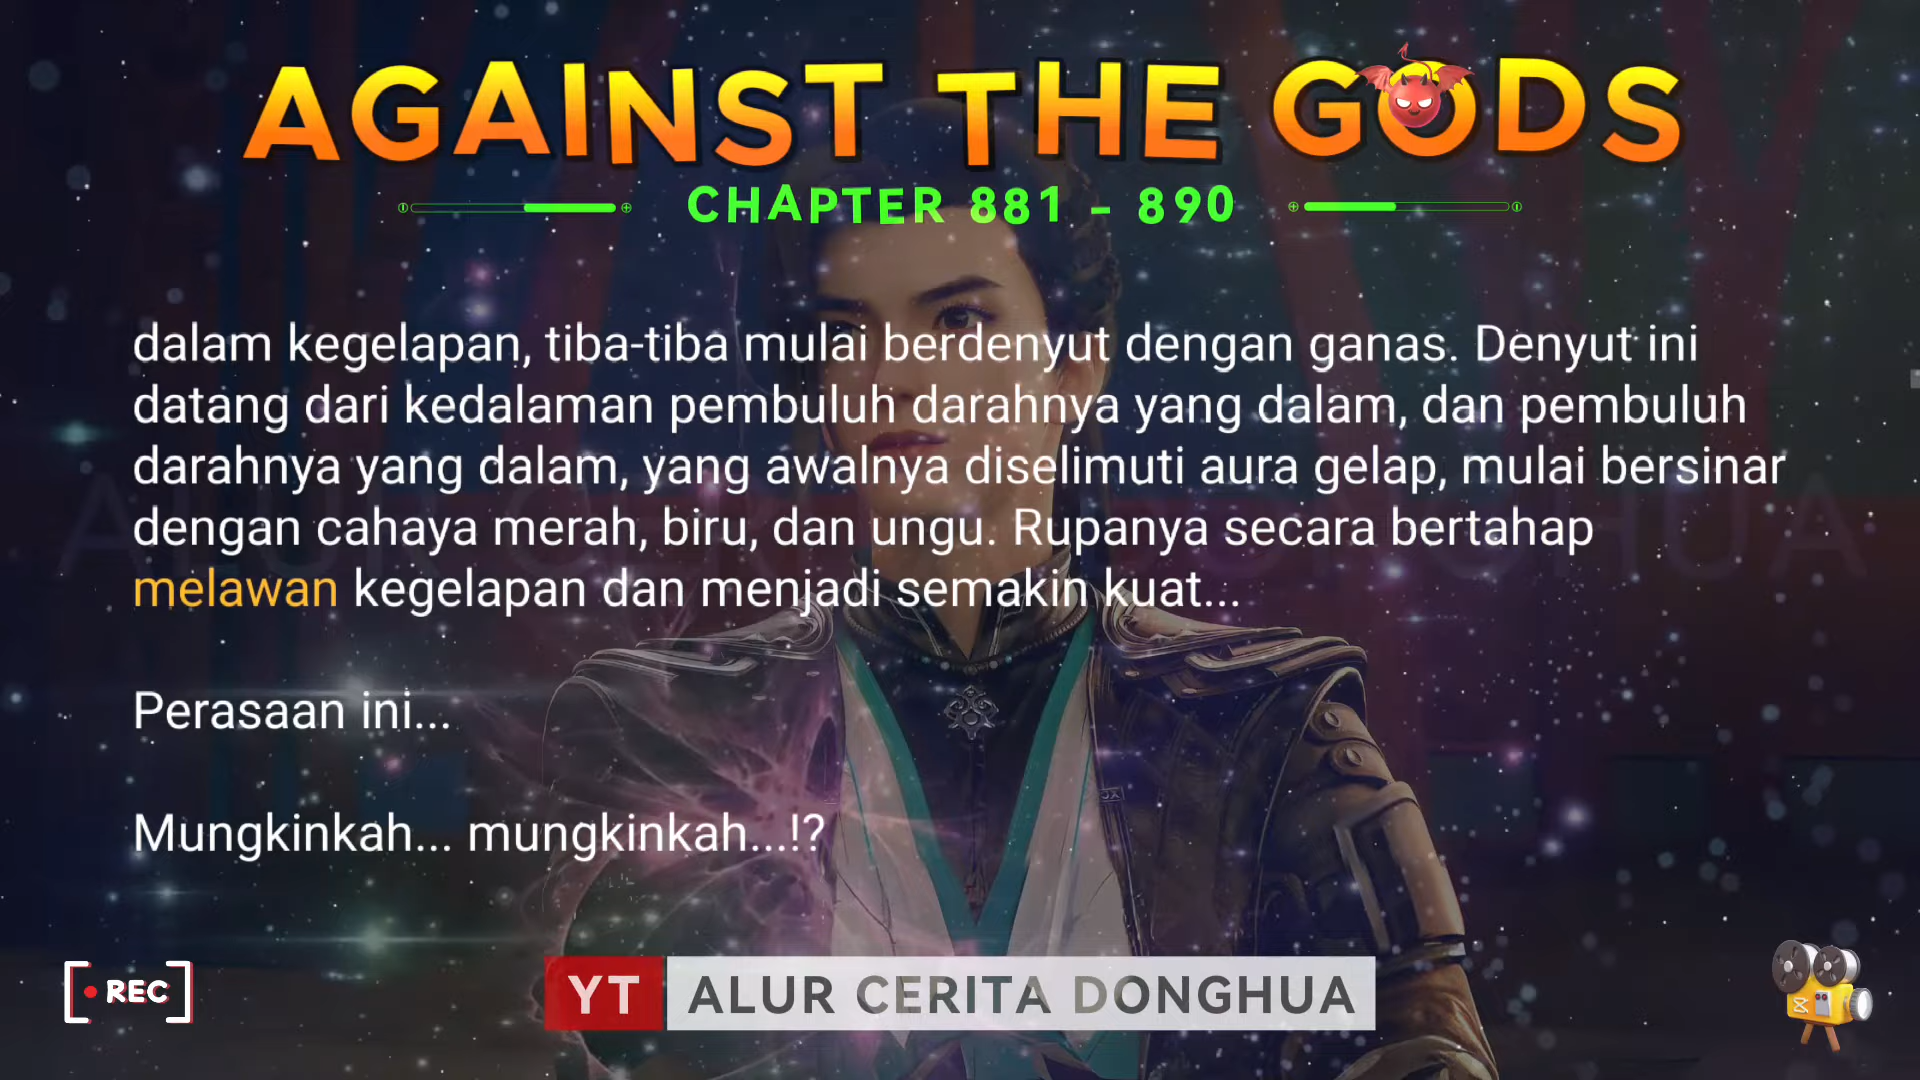 AGAINST THE GODS
CHAPTER 881 - 890
dalam kegelapan, tiba-tiba mulai berdenyut dengan ganas. Denyut ini
datang dari kedalaman pembuluh darahnya yang dalam, dan pembuluh
darahnya yang dalam, yang awalnya diselimuti aura gelap, mulai bersinar
dengan cahaya merah, biru, dan ungu. Rupanya secara bertahap
melawan kegelapan dan menjadi semakin kuat...
Perasaan ini...
Mungkinkah... mungkinkah...!?
REC
YT ALUR CERITA DONGHUA